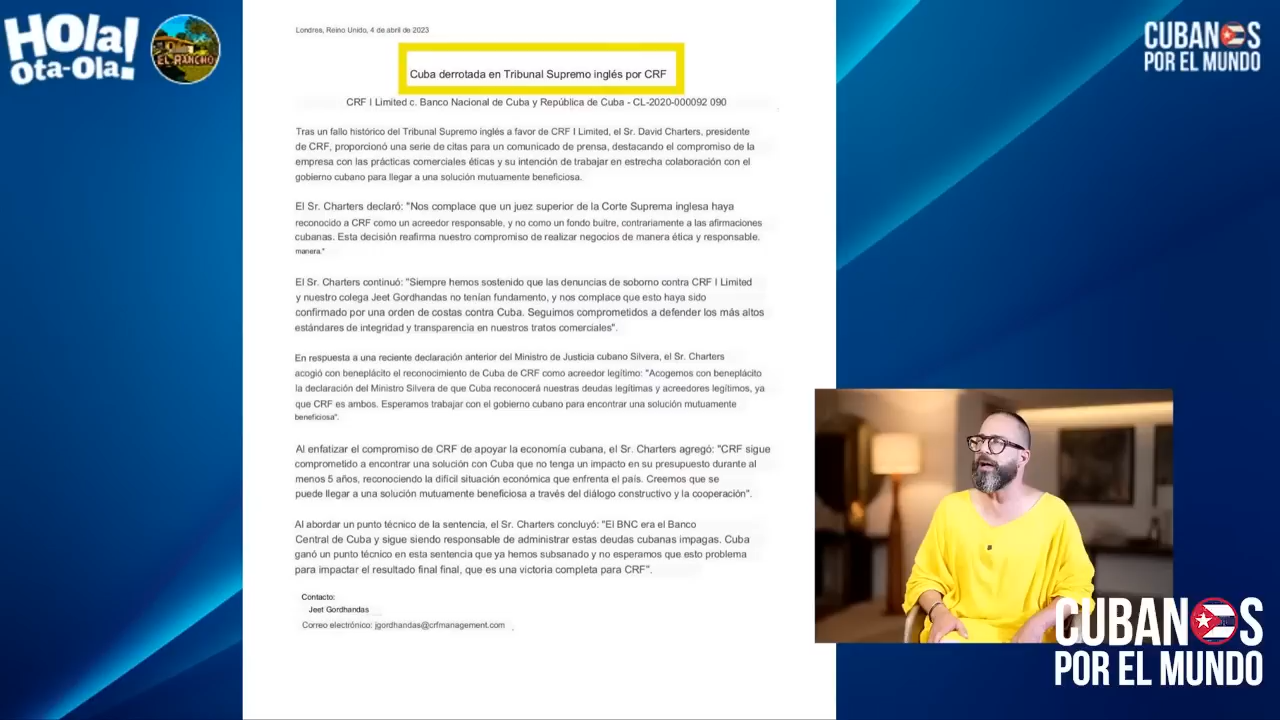 HOla!
Ota-Ola!
EL RANCHO
CUBANOS
POR EL MUNDO
Londres, Reino Unido, 4 de abril de 2023
Cuba derrotada en Tribunal Supremo inglés por CRF
CRF I Limited c. Banco Nacional de Cuba y República de Cuba - CL-2020-000092 090
Tras un fallo histórico del Tribunal Supremo inglés a favor de CRF I Limited, el Sr. David Charters, presidente
de CRF, proporcionó una serie de citas para un comunicado de prensa, destacando el compromiso de la
empresa con las prácticas comerciales éticas y su intención de trabajar en estrecha colaboración con el
gobierno cubano para llegar a una solución mutuamente beneficiosa.
El Sr. Charters declaró: "Nos complace que un juez superior de la Corte Suprema inglesa haya
reconocido a CRF como un acreedor responsable, y no como un fondo buitre, contrariamente a las afirmaciones
cubanas. Esta decisión reafirma nuestro compromiso de realizar negocios de manera ética y responsable.
manera."
El Sr. Charters continuó: "Siempre hemos sostenido que las denuncias de soborno contra CRF I Limited
y nuestro colega Jeet Gordhandas no tenían fundamento, y nos complace que esto haya sido
confirmado por una orden de costas contra Cuba. Seguimos comprometidos a defender los más altos
estándares de integridad y transparencia en nuestros tratos comerciales".
En respuesta a una reciente declaración anterior del Ministro de Justicia cubano Silvera, el Sr. Charters
acogió con beneplácito el reconocimiento de Cuba de CRF como acreedor legítimo: "Acogemos con beneplácito
la declaración del Ministro Silvera de que Cuba reconocerá nuestras deudas legítimas y acreedores legítimos, ya
que CRF es ambos. Esperamos trabajar con el gobierno cubano para encontrar una solución mutuamente
beneficiosa".
Al enfatizar el compromiso de CRF de apoyar la economía cubana, el Sr. Charters agregó: "CRF sigue
comprometido a encontrar una solución con Cuba que no tenga un impacto en su presupuesto durante al
menos 5 años, reconociendo la difícil situación económica que enfrenta el país. Creemos que se
puede llegar a una solución mutuamente beneficiosa a través del diálogo constructivo y la cooperación".
Al abordar un punto técnico de la sentencia, el Sr. Charters concluyó: "El BNC era el Banco
Central de Cuba y sigue siendo responsable de administrar estas deudas cubanas impagas. Cuba
ganó un punto técnico en esta sentencia que ya hemos subsanado y no esperamos que esto problema
para impactar el resultado final final, que es una victoria completa para CRF".
Contacto:
Jeet Gordhandas
Correo electrónico: jgordhandas@crfmanagement.com
CUBANOS
POR EL MUNDO